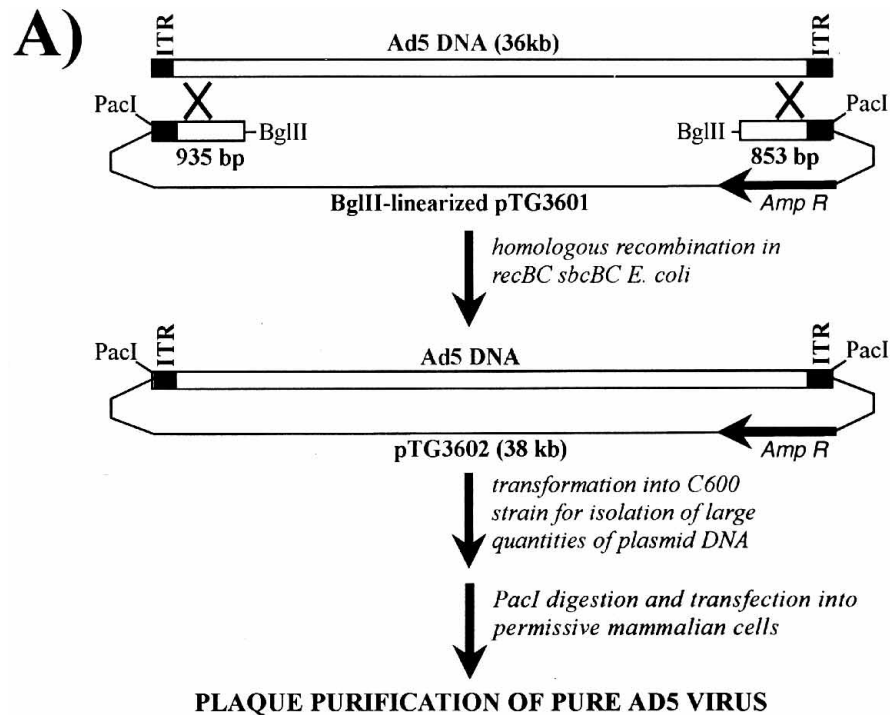 A)
ITR
Ad5 DNA (36kb)
ITR
PacI
BglII
935 bp
BglII
853 bp
PacI
BglII-linearized pTG3601
Amp R
homologous recombination in
recBC sbcBC E. coli
PacI
ITR
Ad5 DNA
ITR
PacI
pTG3602 (38 kb)
Amp R
transformation into C600
strain for isolation of large
quantities of plasmid DNA
PacI digestion and transfection into
permissive mammalian cells
PLAQUE PURIFICATION OF PURE AD5 VIRUS